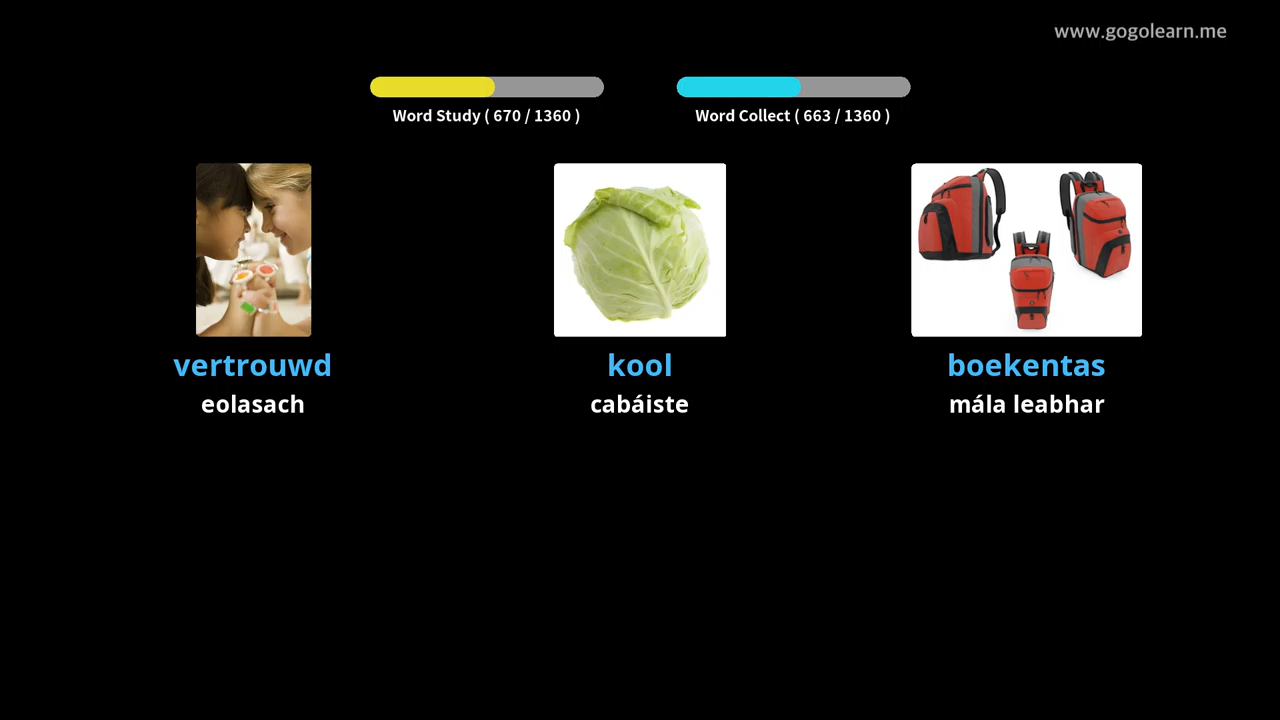 www.gogolearn.me
Word Study ( 670 / 1360 )
Word Collect ( 663 / 1360 )
vertrouwd
kool
boekentas
eolasach
cabáiste
mála leabhar